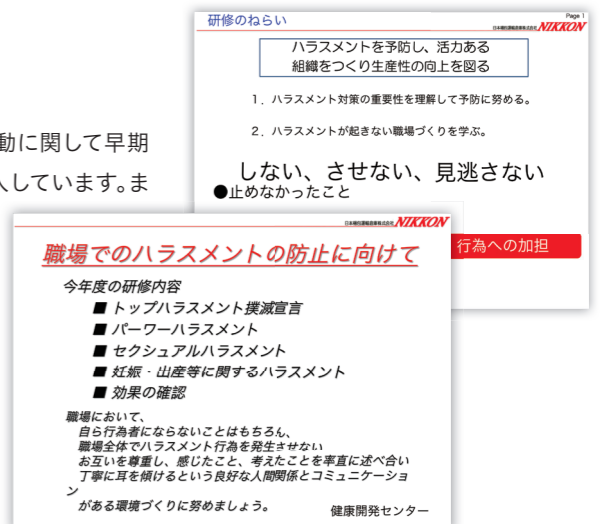 動に関して早期
入しています。ま
研修のねらい
Page 1
日本梱包運輸倉庫株式会社 NIKKON
ハラスメントを予防し、活力ある
組織をつくり生産性の向上を図る
1．ハラスメント対策の重要性を理解して予防に努める。
2．ハラスメントが起きない職場づくりを学ぶ。
しない、させない、見逃さない
●止めなかったこと
行為への加担
日本梱包運輸倉庫株式会社 NIKKON
職場でのハラスメントの防止に向けて
今年度の研修内容
■ トップハラスメント撲滅宣言
■ パーワーハラスメント
■ セクシュアルハラスメント
■ 妊娠・出産等に関するハラスメント
■ 効果の確認
職場において、
自ら行為者にならないことはもちろん、
職場全体でハラスメント行為を発生させない
お互いを尊重し、感じたこと、考えたことを率直に述べ合い
丁寧に耳を傾けるという良好な人間関係とコミュニケーショ
ン
がある環境づくりに努めましょう。
健康開発センター